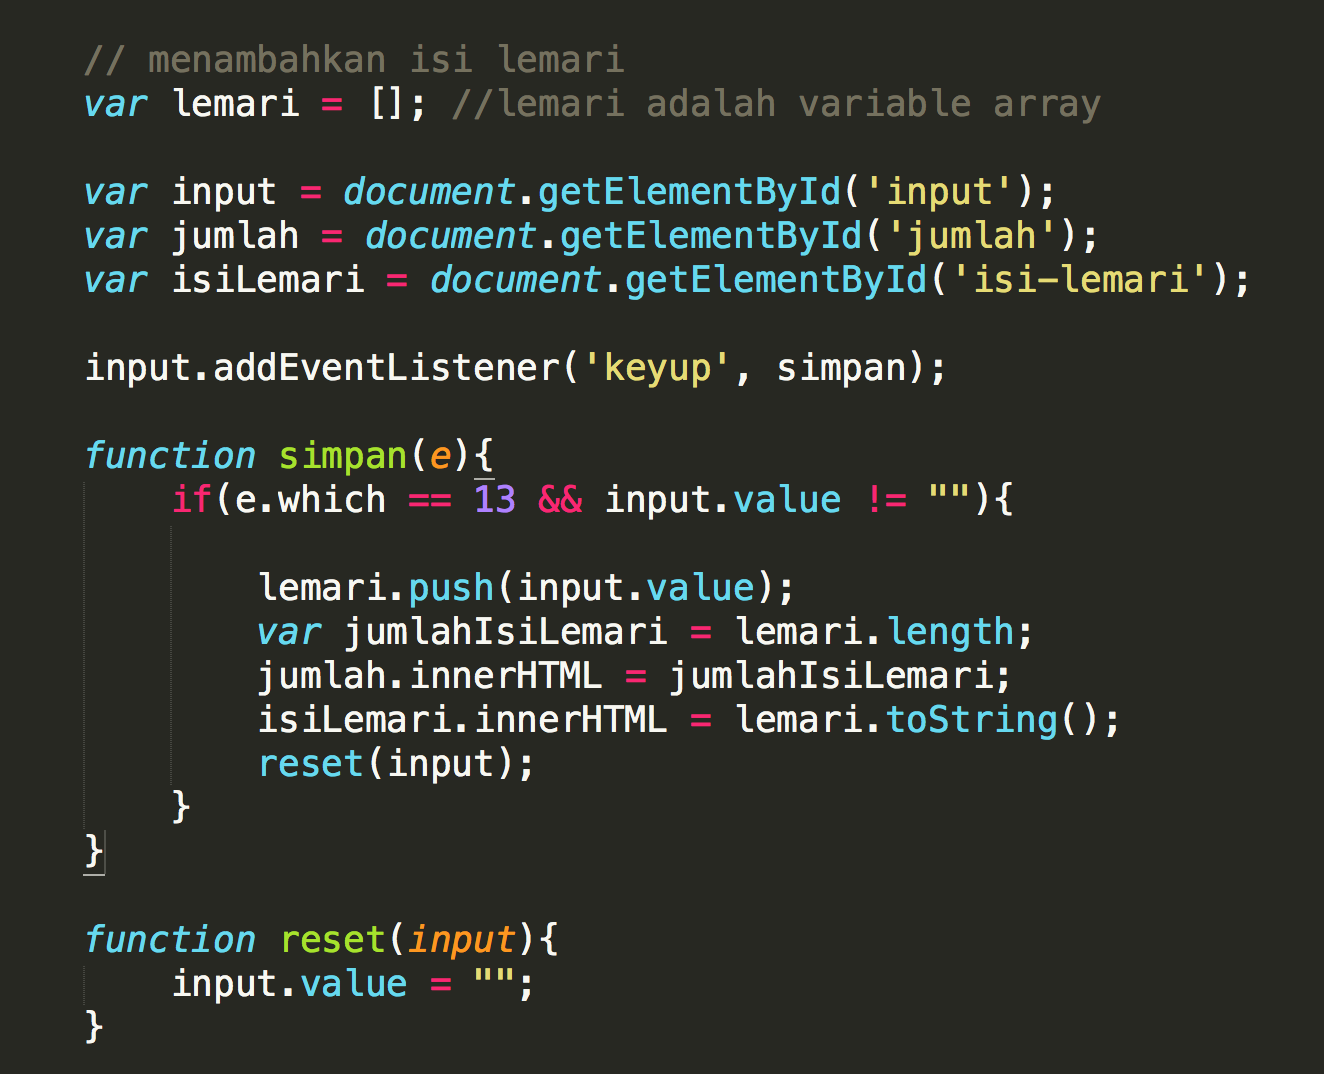 // menambahkan isi lemari
var lemari = []; //lemari adalah variable array
var input = document.getElementById('input');
var jumlah = document.getElementById('jumlah');
var isiLemari = document.getElementById('isi-lemari');
input.addEventListener('keyup', simpan);
function simpan(e){
if(e.which == 13 && input.value != ""){
lemari.push(input.value);
var jumlahIsiLemari = lemari.length;
jumlah.innerHTML = jumlahIsiLemari;
isiLemari.innerHTML = lemari.toString();
reset(input);
}
}
function reset(input){
input.value = "";
}